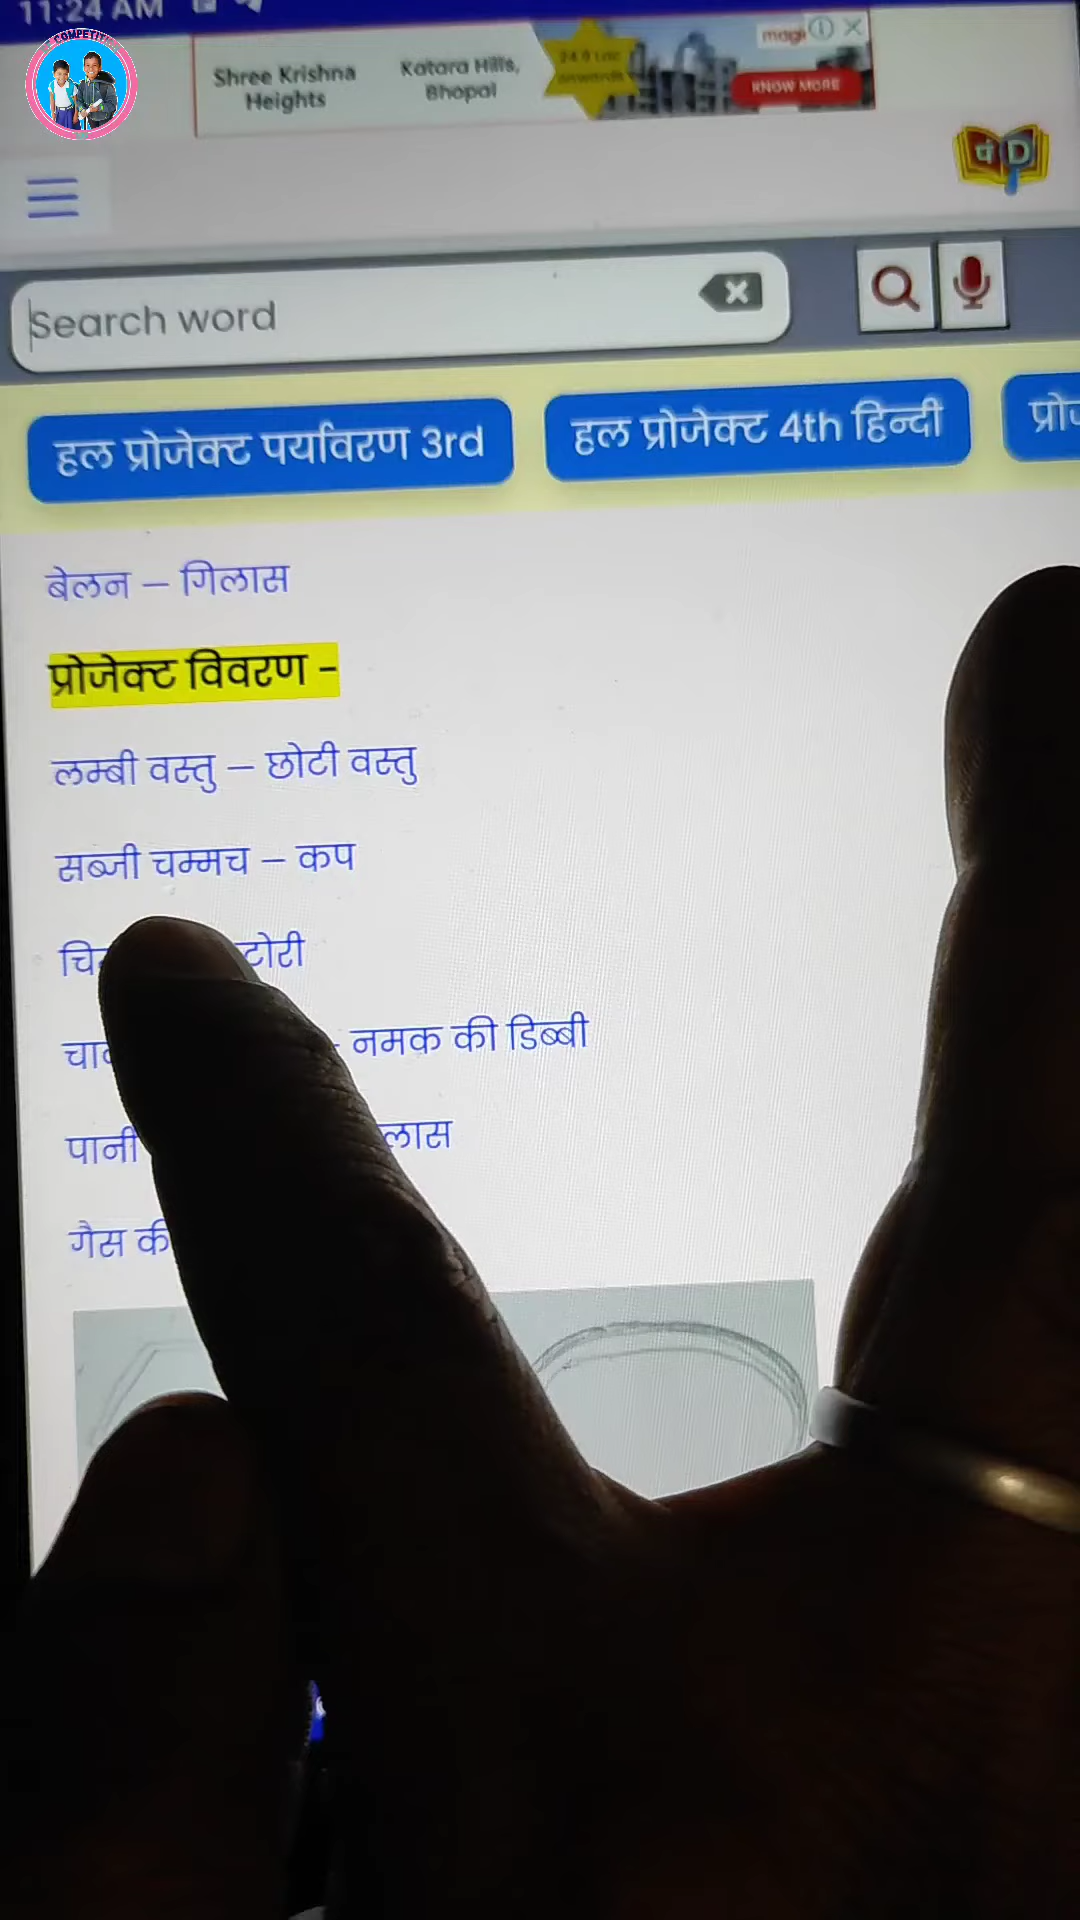 11:24 AM
COMPETITI
Shree Krishna Heights
Katara Hills, Bhopal
KNOW MORE
पं D
Search word
हल प्रोजेक्ट पर्यावरण 3rd
हल प्रोजेक्ट 4th हिन्दी
बेलन – गिलास
प्रोजेक्ट विवरण –
लम्बी वस्तु – छोटी वस्तु
सब्जी चम्मच – कप
नमक की डिब्बी
पानी
गैस